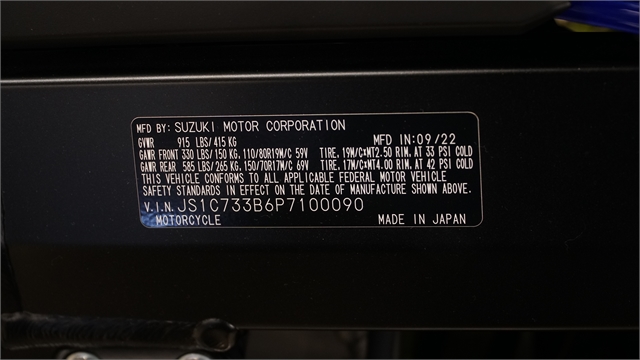 MFD BY: SUZUKI MOTOR CORPORATION
GVWR 915 LBS/415 KG MFD IN:09/22
GAWR FRONT 330 LBS/150 KG, 110/80R19M/C 59V TIRE, 19M/C×MT2.50 RIM, AT 33 PSI COLD
GAWR REAR 585 LBS/265 KG, 150/70R17M/C 69V TIRE, 17M/C×MT4.00 RIM, AT 42 PSI COLD
THIS VEHICLE CONFORMS TO ALL APPLICABLE FEDERAL MOTOR VEHICLE
SAFETY STANDARDS IN EFFECT ON THE DATE OF MANUFACTURE SHOWN ABOVE.
V.I.N. JS1C733B6P7100090
MOTORCYCLE MADE IN JAPAN